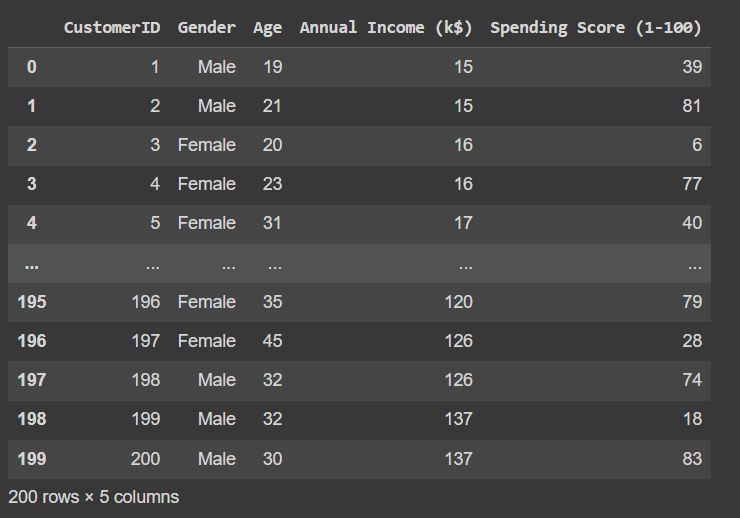 CustomerID Gender Age Annual Income (k$) Spending Score (1-100)
0 1 Male 19 15 39
1 2 Male 21 15 81
2 3 Female 20 16 6
3 4 Female 23 16 77
4 5 Female 31 17 40
... ... ... ... ... ...
195 196 Female 35 120 79
196 197 Female 45 126 28
197 198 Male 32 126 74
198 199 Male 32 137 18
199 200 Male 30 137 83
200 rows × 5 columns